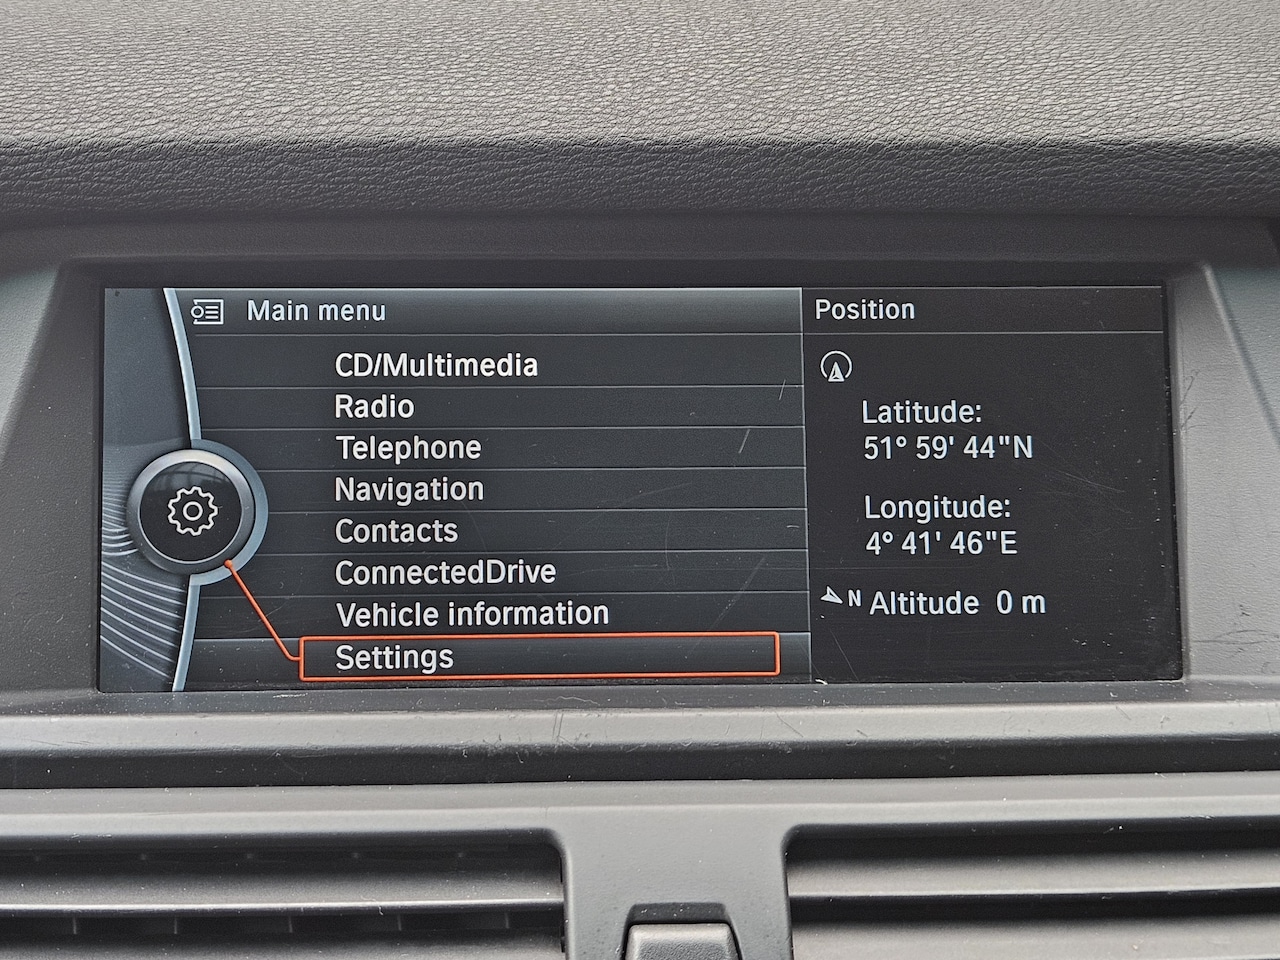 Main menu
CD/Multimedia
Radio
Telephone
Navigation
Contacts
ConnectedDrive
Vehicle information
Settings
Position
Latitude:
51° 59' 44"N
Longitude:
4° 41' 46"E
N Altitude 0 m